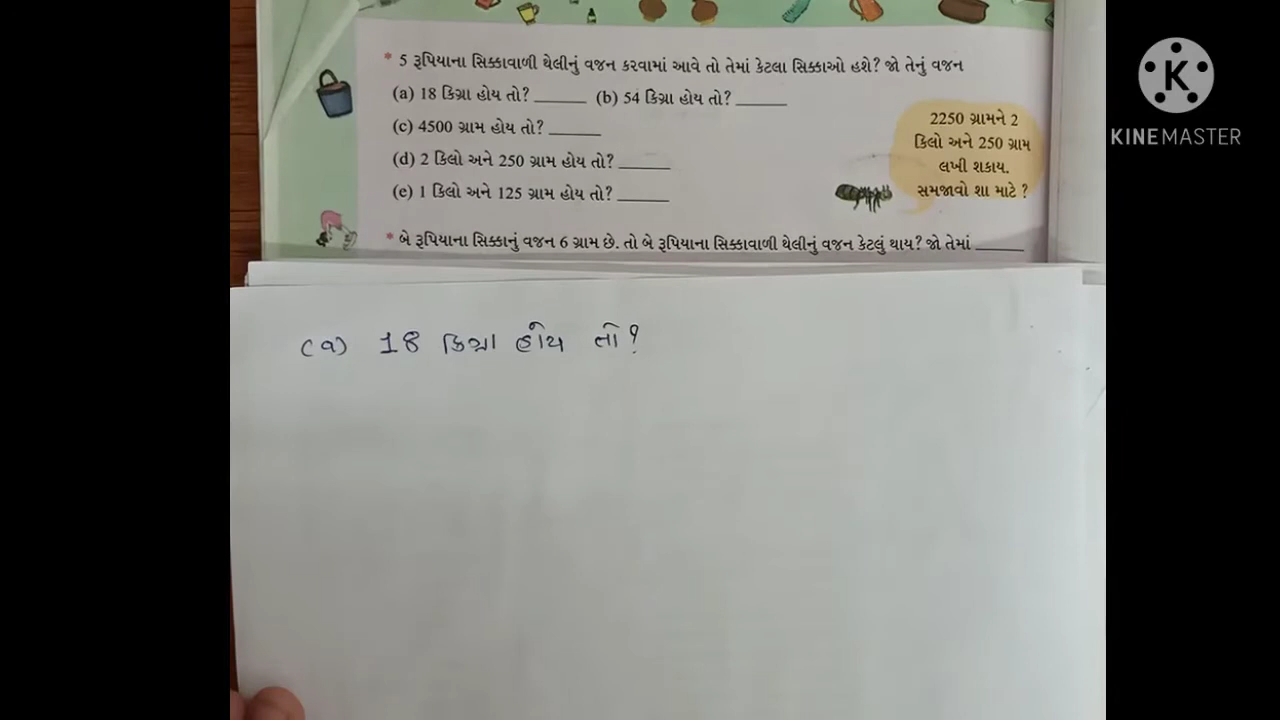 * 5 રૂપિયાના સિક્કાવાળી થેલીનું વજન કરવામાં આવે તો તેમાં કેટલા સિક્કાઓ હશે? જો તેનું વજન
(a) 18 કિગ્રા હોય તો? ______ (b) 54 કિગ્રા હોય તો? ______
(c) 4500 ગ્રામ હોય તો? ______
(d) 2 કિલો અને 250 ગ્રામ હોય તો? ______
(e) 1 કિલો અને 125 ગ્રામ હોય તો? ______
2250 ગ્રામને 2
કિલો અને 250 ગ્રામ
લખી શકાય.
સમજાવો શા માટે ?
* બે રૂપિયાના સિક્કાનું વજન 6 ગ્રામ છે. તો બે રૂપિયાના સિક્કાવાળી થેલીનું વજન કેટલું થાય? જો તેમાં ______
(a) 18 કિગ્રા હોય તો?
K
KINEMASTER